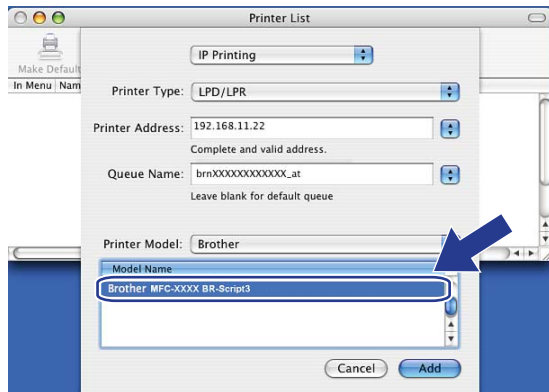 Printer List
IP Printing
Make Default
In Menu Nam
Printer Type: LPD/LPR
Printer Address: 192.168.11.22
Complete and valid address.
Queue Name: brnXXXXXXXXXXXX_at
Leave blank for default queue
Printer Model: Brother
Model Name
Brother MFC-XXXX BR-Script3
Cancel Add